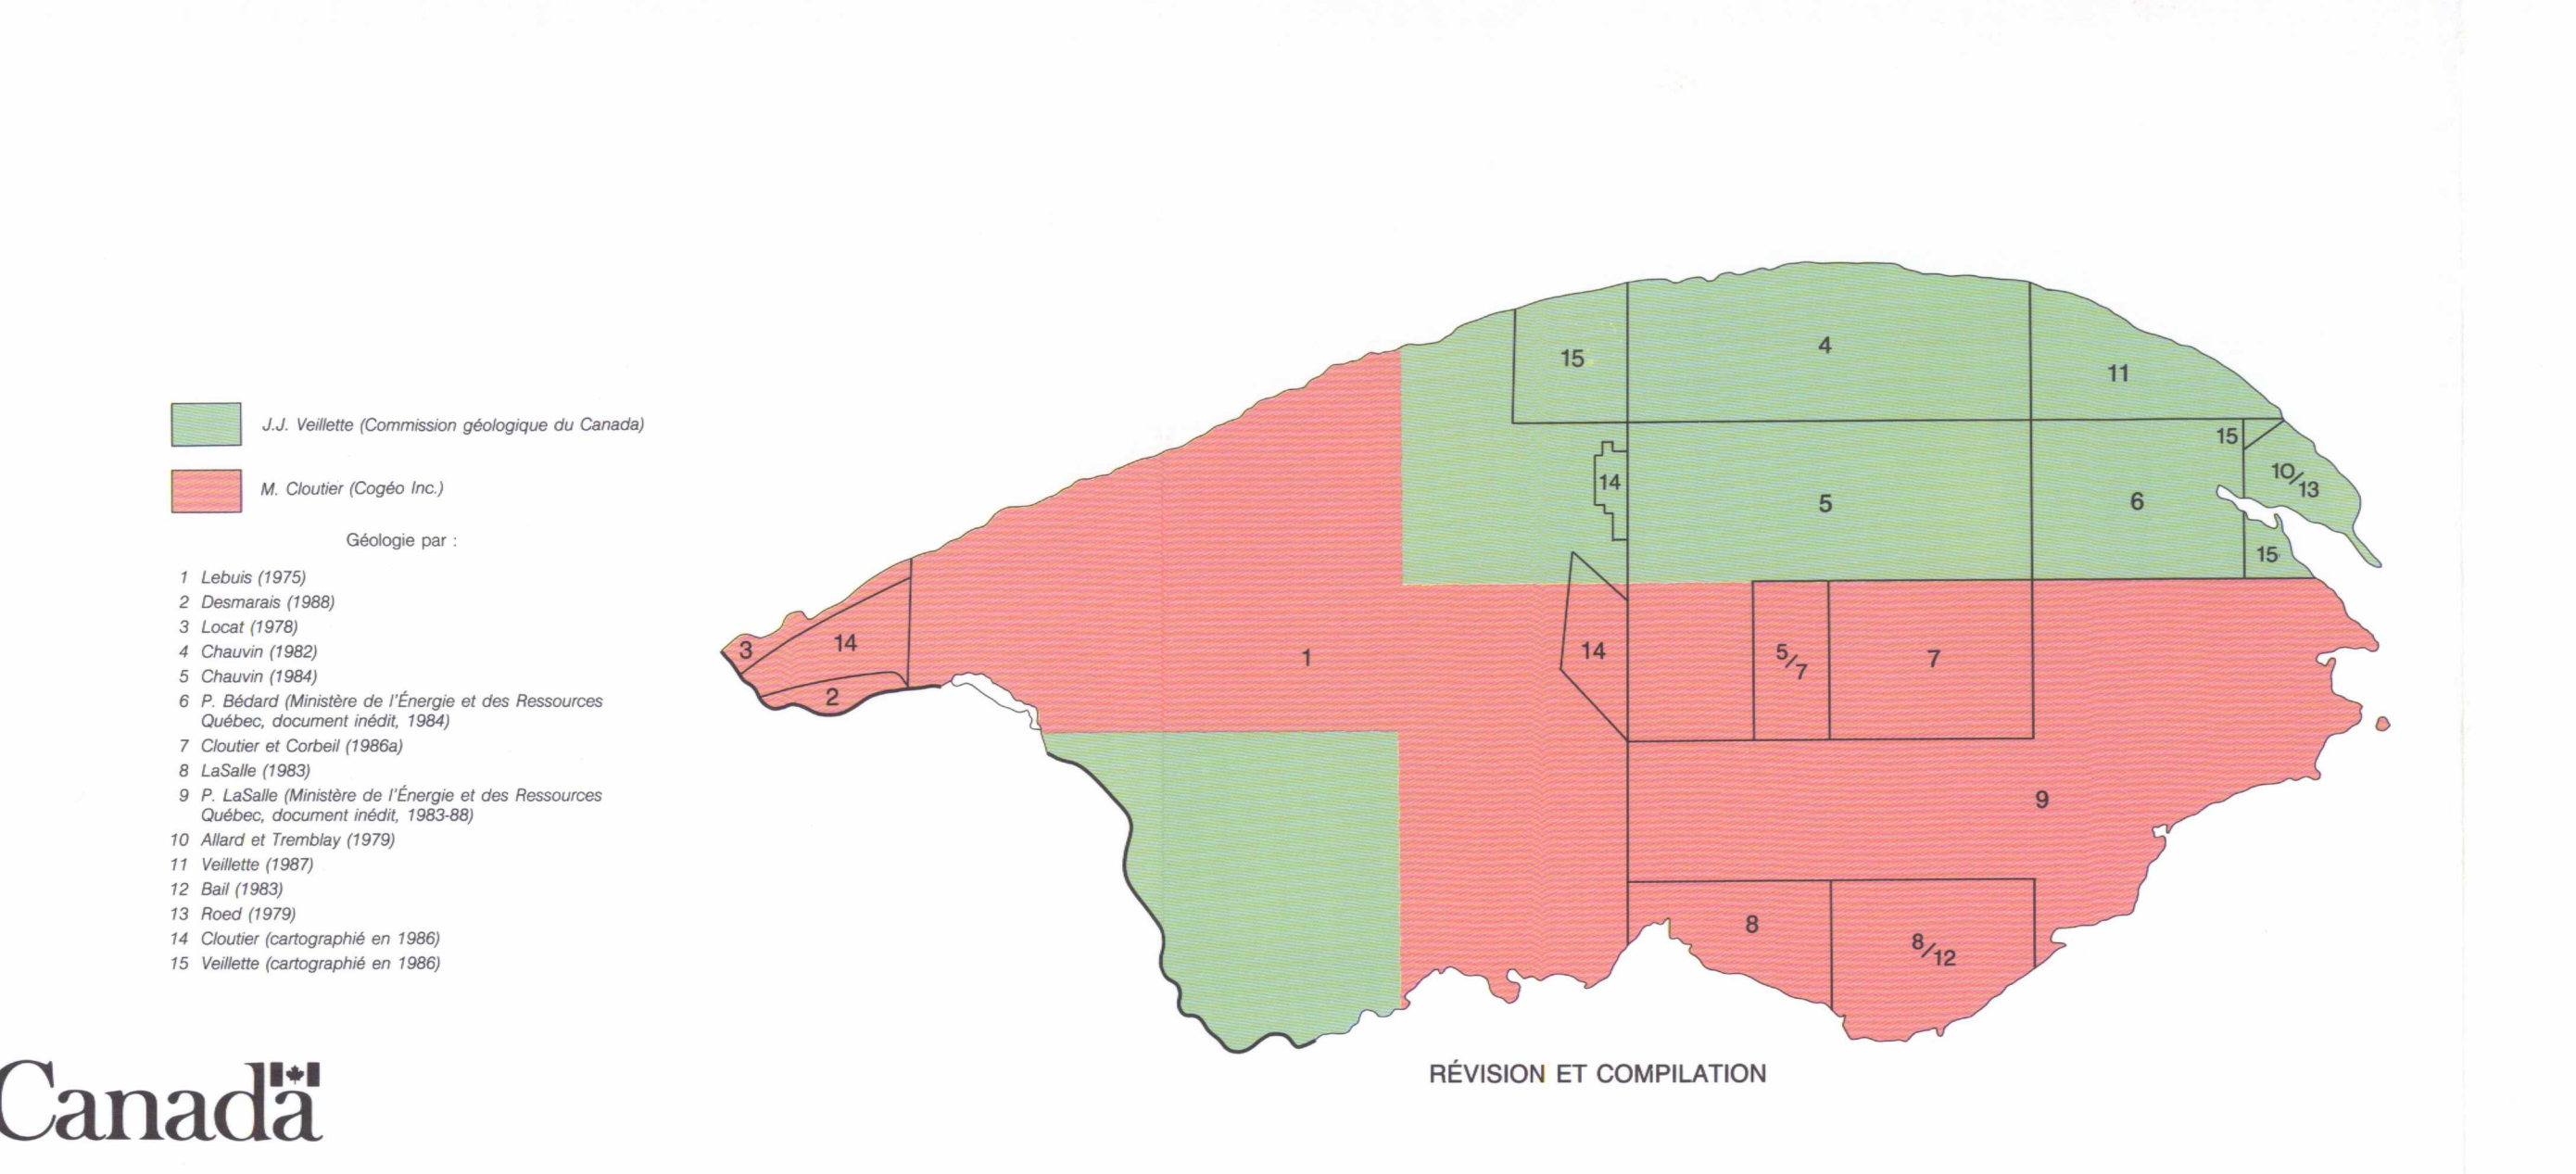 J.J. Veillette (Commission géologique du Canada)
M. Cloutier (Cogéo Inc.)
Géologie par :
1 Lebuis (1975)
2 Desmarais (1988)
3 Locat (1978)
4 Chauvin (1982)
5 Chauvin (1984)
6 P. Bédard (Ministère de l'Énergie et des Ressources
Québec, document inédit, 1984)
7 Cloutier et Corbeil (1986a)
8 LaSalle (1983)
9 P. LaSalle (Ministère de l'Énergie et des Ressources
Québec, document inédit, 1983-88)
10 Allard et Tremblay (1979)
11 Veillette (1987)
12 Bail (1983)
13 Roed (1979)
14 Cloutier (cartographié en 1986)
15 Veillette (cartographié en 1986)
Canada
15
4
11
15
10/13
14
5
6
15
3
14
2
1
14
5/7
7
9
8
8/12
RÉVISION ET COMPILATION